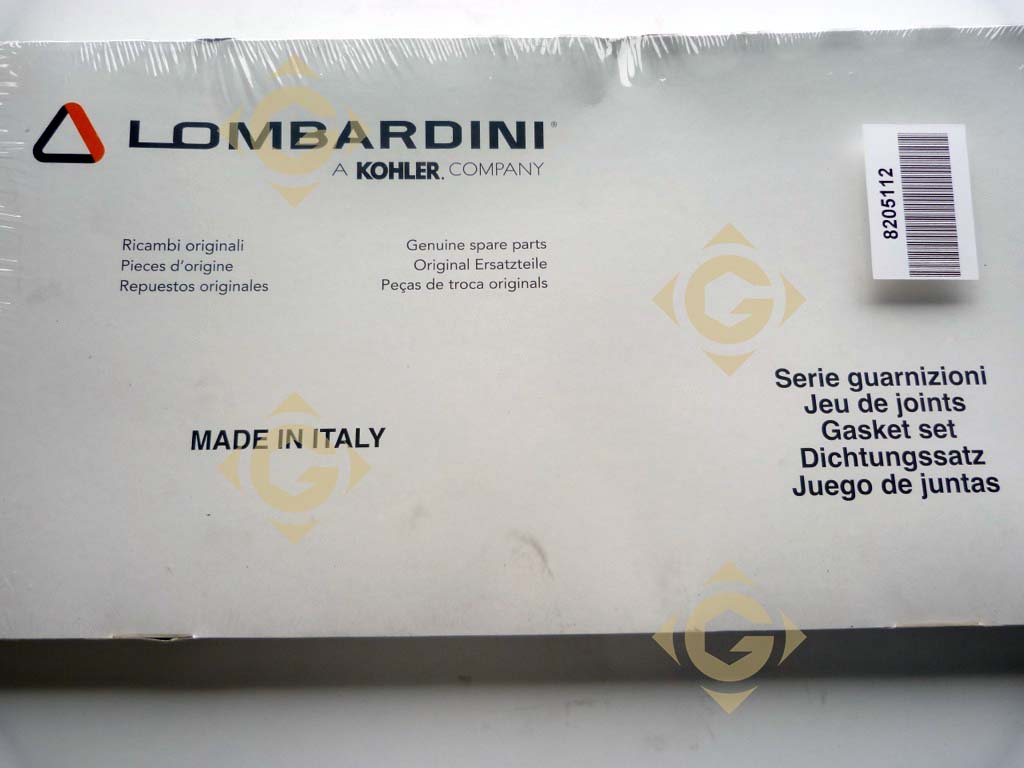 LOMBARDINI®
A KOHLER. COMPANY
8205112
Ricambi originali
Pieces d'origine
Repuestos originales
Genuine spare parts
Original Ersatzteile
Peças de troca originals
MADE IN ITALY
Serie guarnizioni
Jeu de joints
Gasket set
Dichtungssatz
Juego de juntas
G
G
G
G